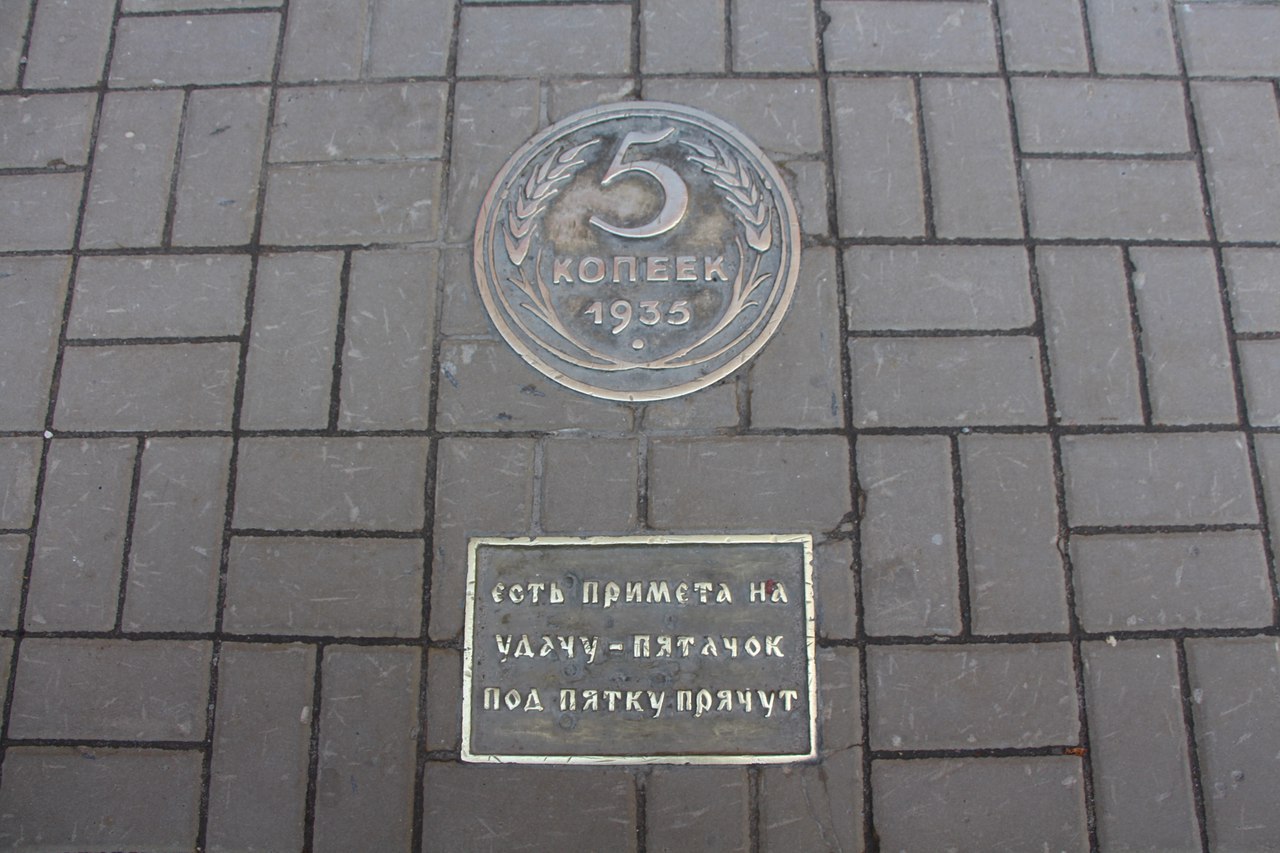 5
КОПЕЕК
1935
есть примета на
удачу - пятачок
под пятку прячут